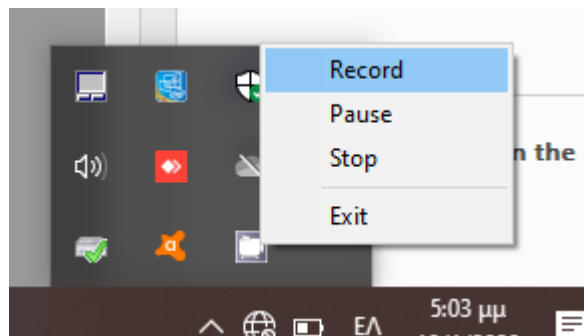 Record
Pause
n the
Stop
Exit
ΕΛ
5:03 μμ